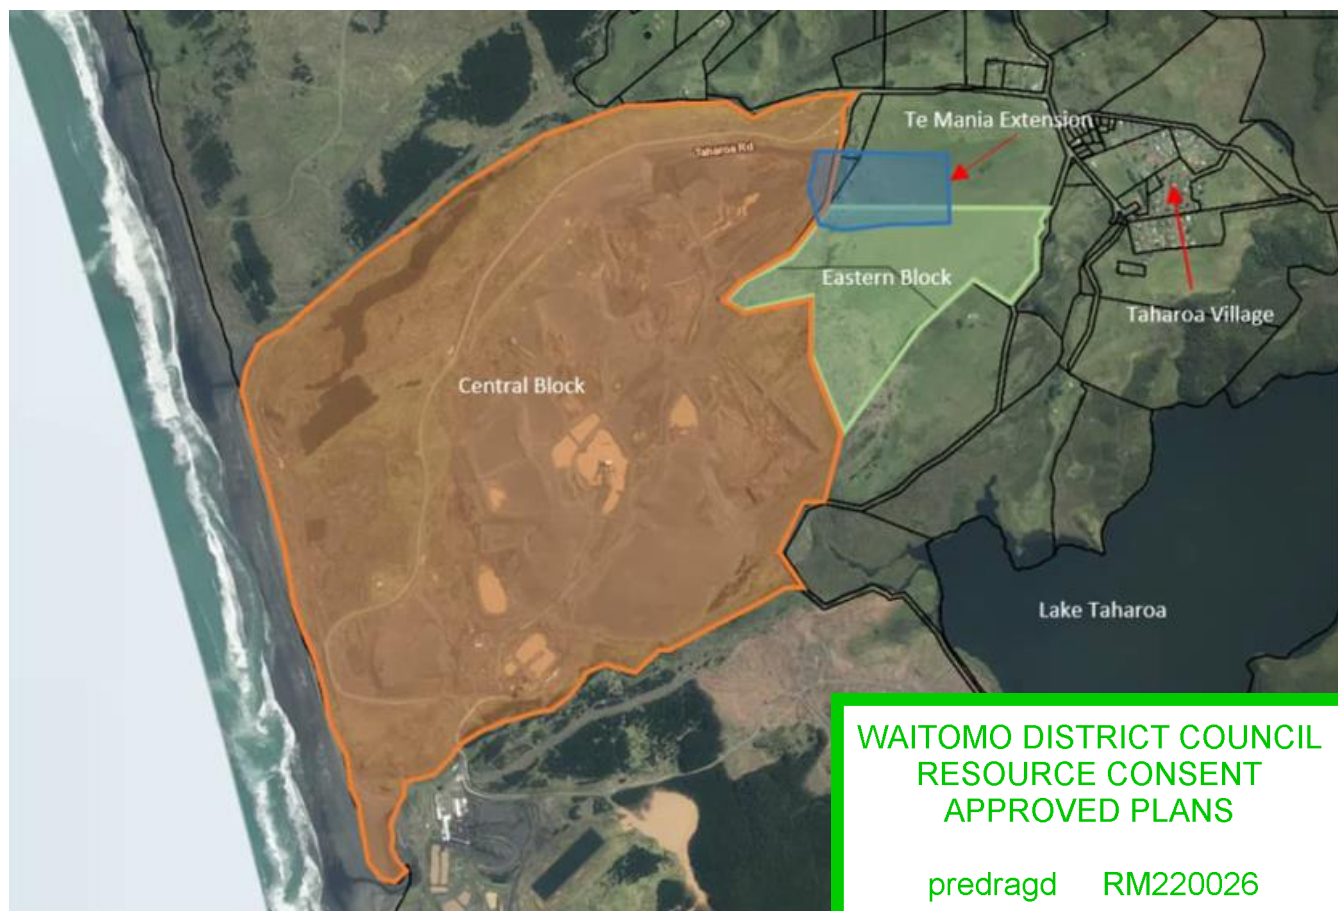 Te Mania Extension
Taharoa Rd
Eastern Block
Taharoa Village
Central Block
Lake Taharoa
WAITOMO DISTRICT COUNCIL
RESOURCE CONSENT
APPROVED PLANS
predragd RM220026